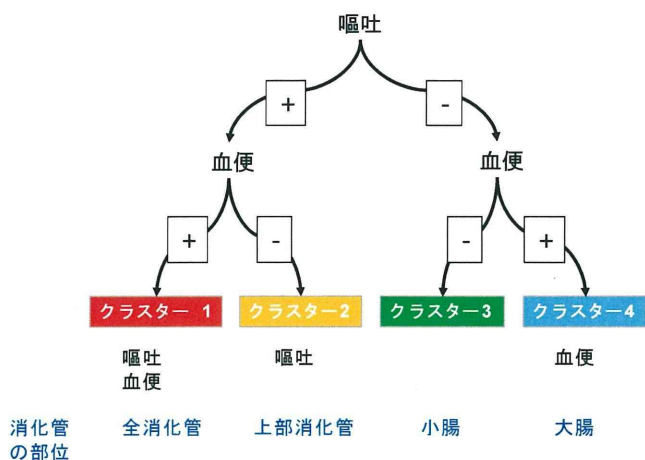 嘔吐
+
-
血便
血便
+
-
-
+
クラスター 1
クラスター2
クラスター3
クラスター4
嘔吐
血便
嘔吐
血便
消化管
の部位
全消化管
上部消化管
小腸
大腸